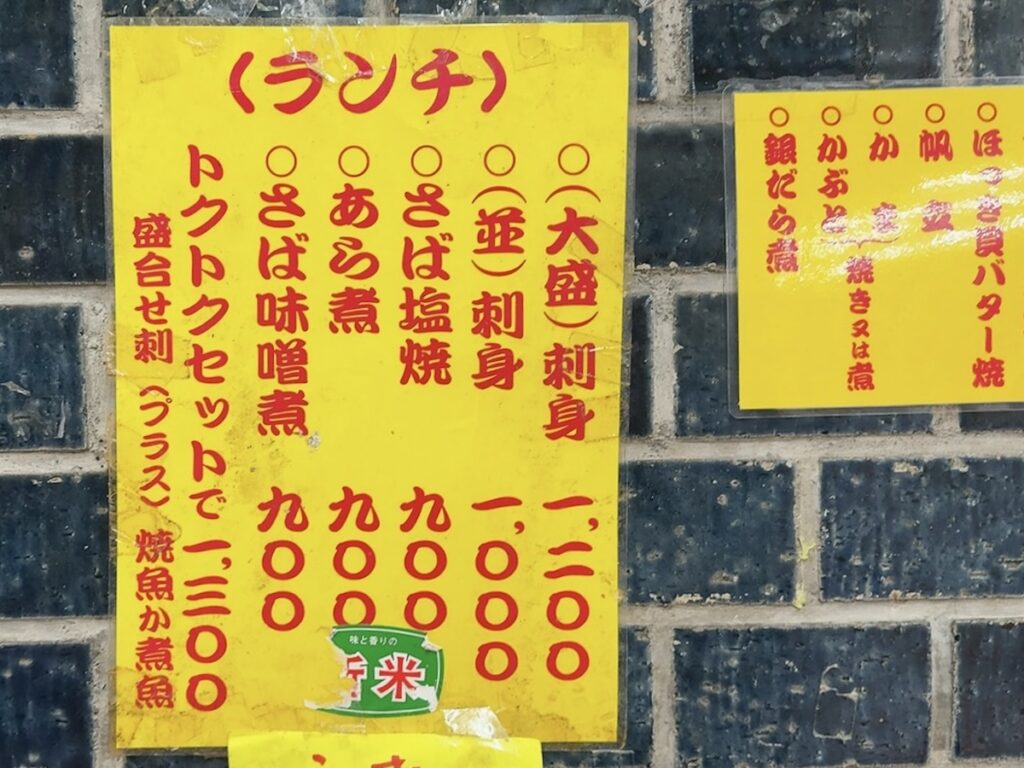 (ランチ)
○(大盛)刺身 一,二〇〇
○(並)刺身 一,〇〇〇
○さば塩焼 九〇〇
○あら煮 九〇〇
○さば味噌煮 九〇〇
トクトクセットで 一,三〇〇
盛合せ刺(プラス)焼魚か煮魚
味と香りの
新米
ほっき貝バター焼
○帆立
○かま
○かぶと
焼き又は煮
○銀だら煮